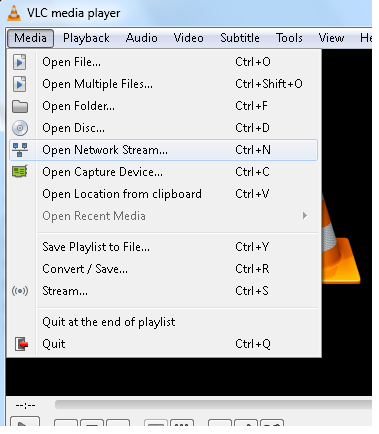 VLC media player
Media Playback Audio Video Subtitle Tools View He
Open File... Ctrl+O
Open Multiple Files... Ctrl+Shift+O
Open Folder... Ctrl+F
Open Disc... Ctrl+D
Open Network Stream... Ctrl+N
Open Capture Device... Ctrl+C
Open Location from clipboard Ctrl+V
Open Recent Media
Save Playlist to File... Ctrl+Y
Convert / Save... Ctrl+R
Stream... Ctrl+S
Quit at the end of playlist
Quit Ctrl+Q
--:--